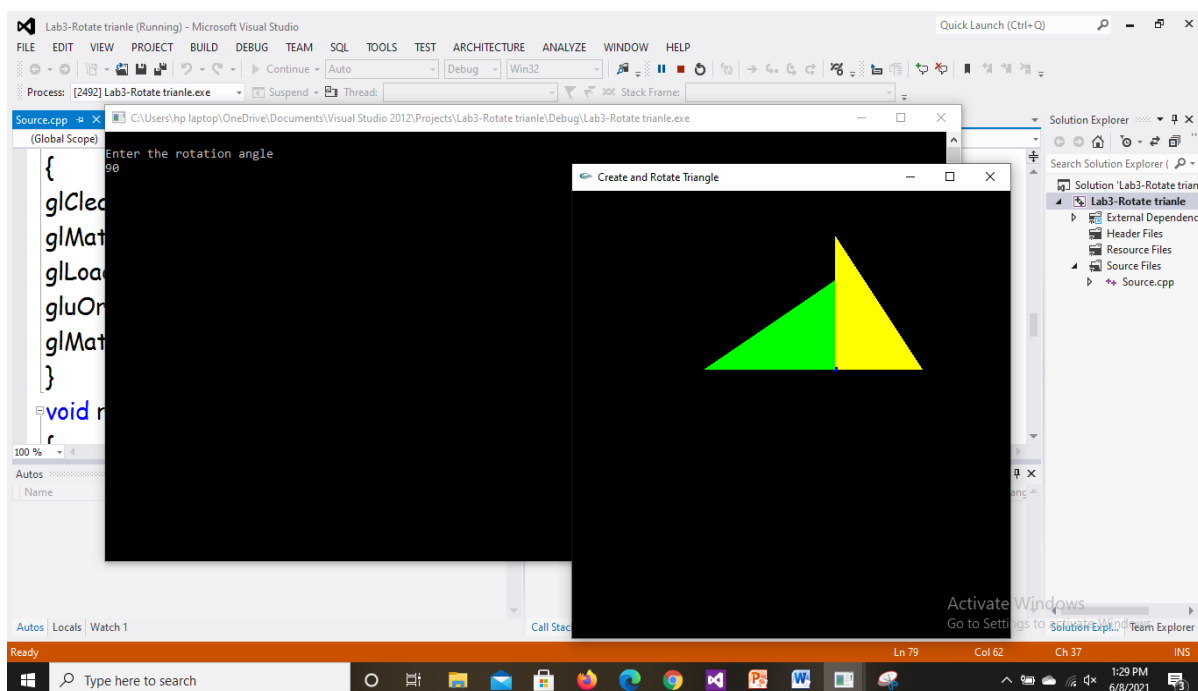 Lab3-Rotate trianle (Running) - Microsoft Visual Studio
Quick Launch (Ctrl+Q)
FILE EDIT VIEW PROJECT BUILD DEBUG TEAM SQL TOOLS TEST ARCHITECTURE ANALYZE WINDOW HELP
Continue Auto Debug Win32
Process: [2492] Lab3-Rotate trianle.exe Suspend Thread: Stack Frame:
Source.cpp
C:\Users\hp laptop\OneDrive\Documents\Visual Studio 2012\Projects\Lab3-Rotate trianle\Debug\Lab3-Rotate trianle.exe
(Global Scope)
Enter the rotation angle
90
Create and Rotate Triangle
{
glClea
glMat
glLoa
gluOr
glMat
}
void r
{
100 %
Autos
Name
Autos Locals Watch 1
Call Stac
Solution Explorer
Search Solution Explorer (
Solution 'Lab3-Rotate trian
Lab3-Rotate trianle
External Dependenc
Header Files
Resource Files
Source Files
Source.cpp
Activate Windows
Go to Settings to activate Windows.
Solution Expl... Team Explorer
Ready Ln 79 Col 62 Ch 37 INS
Type here to search
1:29 PM
6/8/2021